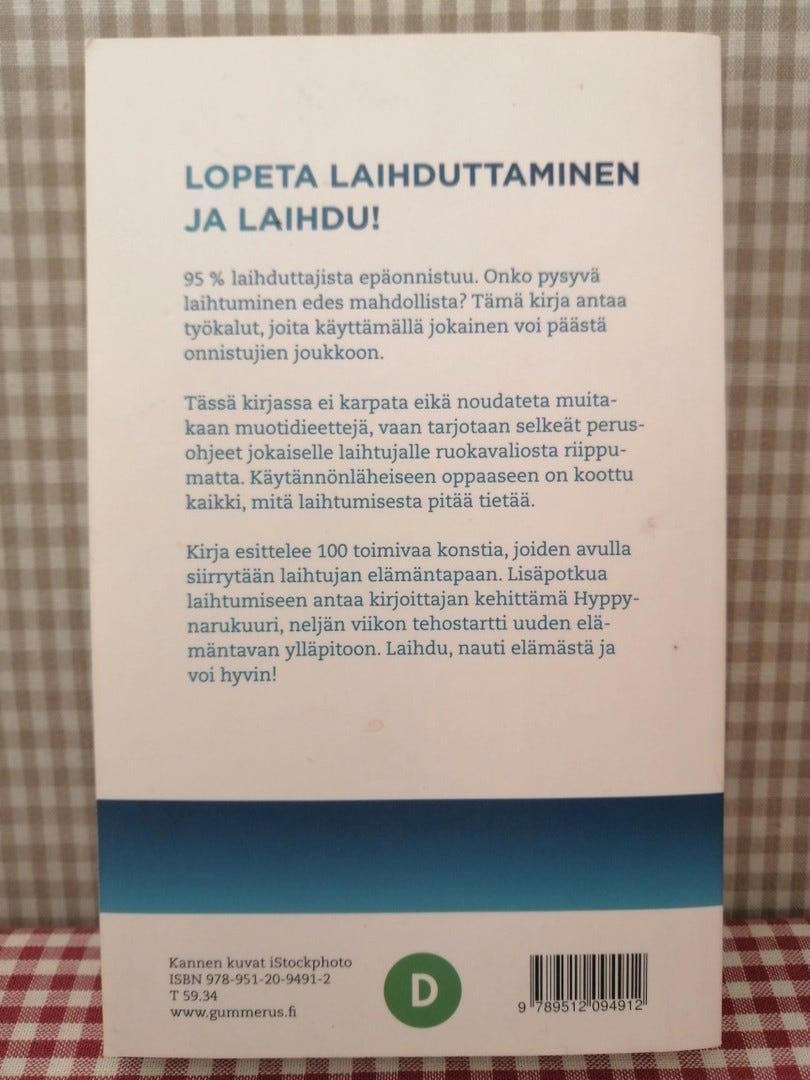 LOPETA LAIHDUTTAMINEN
JA LAIHDU!
95 % laihduttajista epäonnistuu. Onko pysyvä
laihtuminen edes mahdollista? Tämä kirja antaa
työkalut, joita käyttämällä jokainen voi päästä
onnistujien joukkoon.
Tässä kirjassa ei karpata eikä noudateta muita-
kaan muotidieettejä, vaan tarjotaan selkeät perus-
ohjeet jokaiselle laihtujalle ruokavaliosta riippu-
matta. Käytännönläheiseen oppaaseen on koottu
kaikki, mitä laihtumisesta pitää tietää.
Kirja esittelee 100 toimivaa konstia, joiden avulla
siirrytään laihtujan elämäntapaan. Lisäpotkua
laihtumiseen antaa kirjoittajan kehittämä Hyppy-
narukuuri, neljän viikon tehostartti uuden elä-
mäntavan ylläpitoon. Laihdu, nauti elämästä ja
voi hyvin!
Kannen kuvat iStockphoto
ISBN 978-951-20-9491-2
T 59.34
www.gummerus.fi
D
9 789512 094912